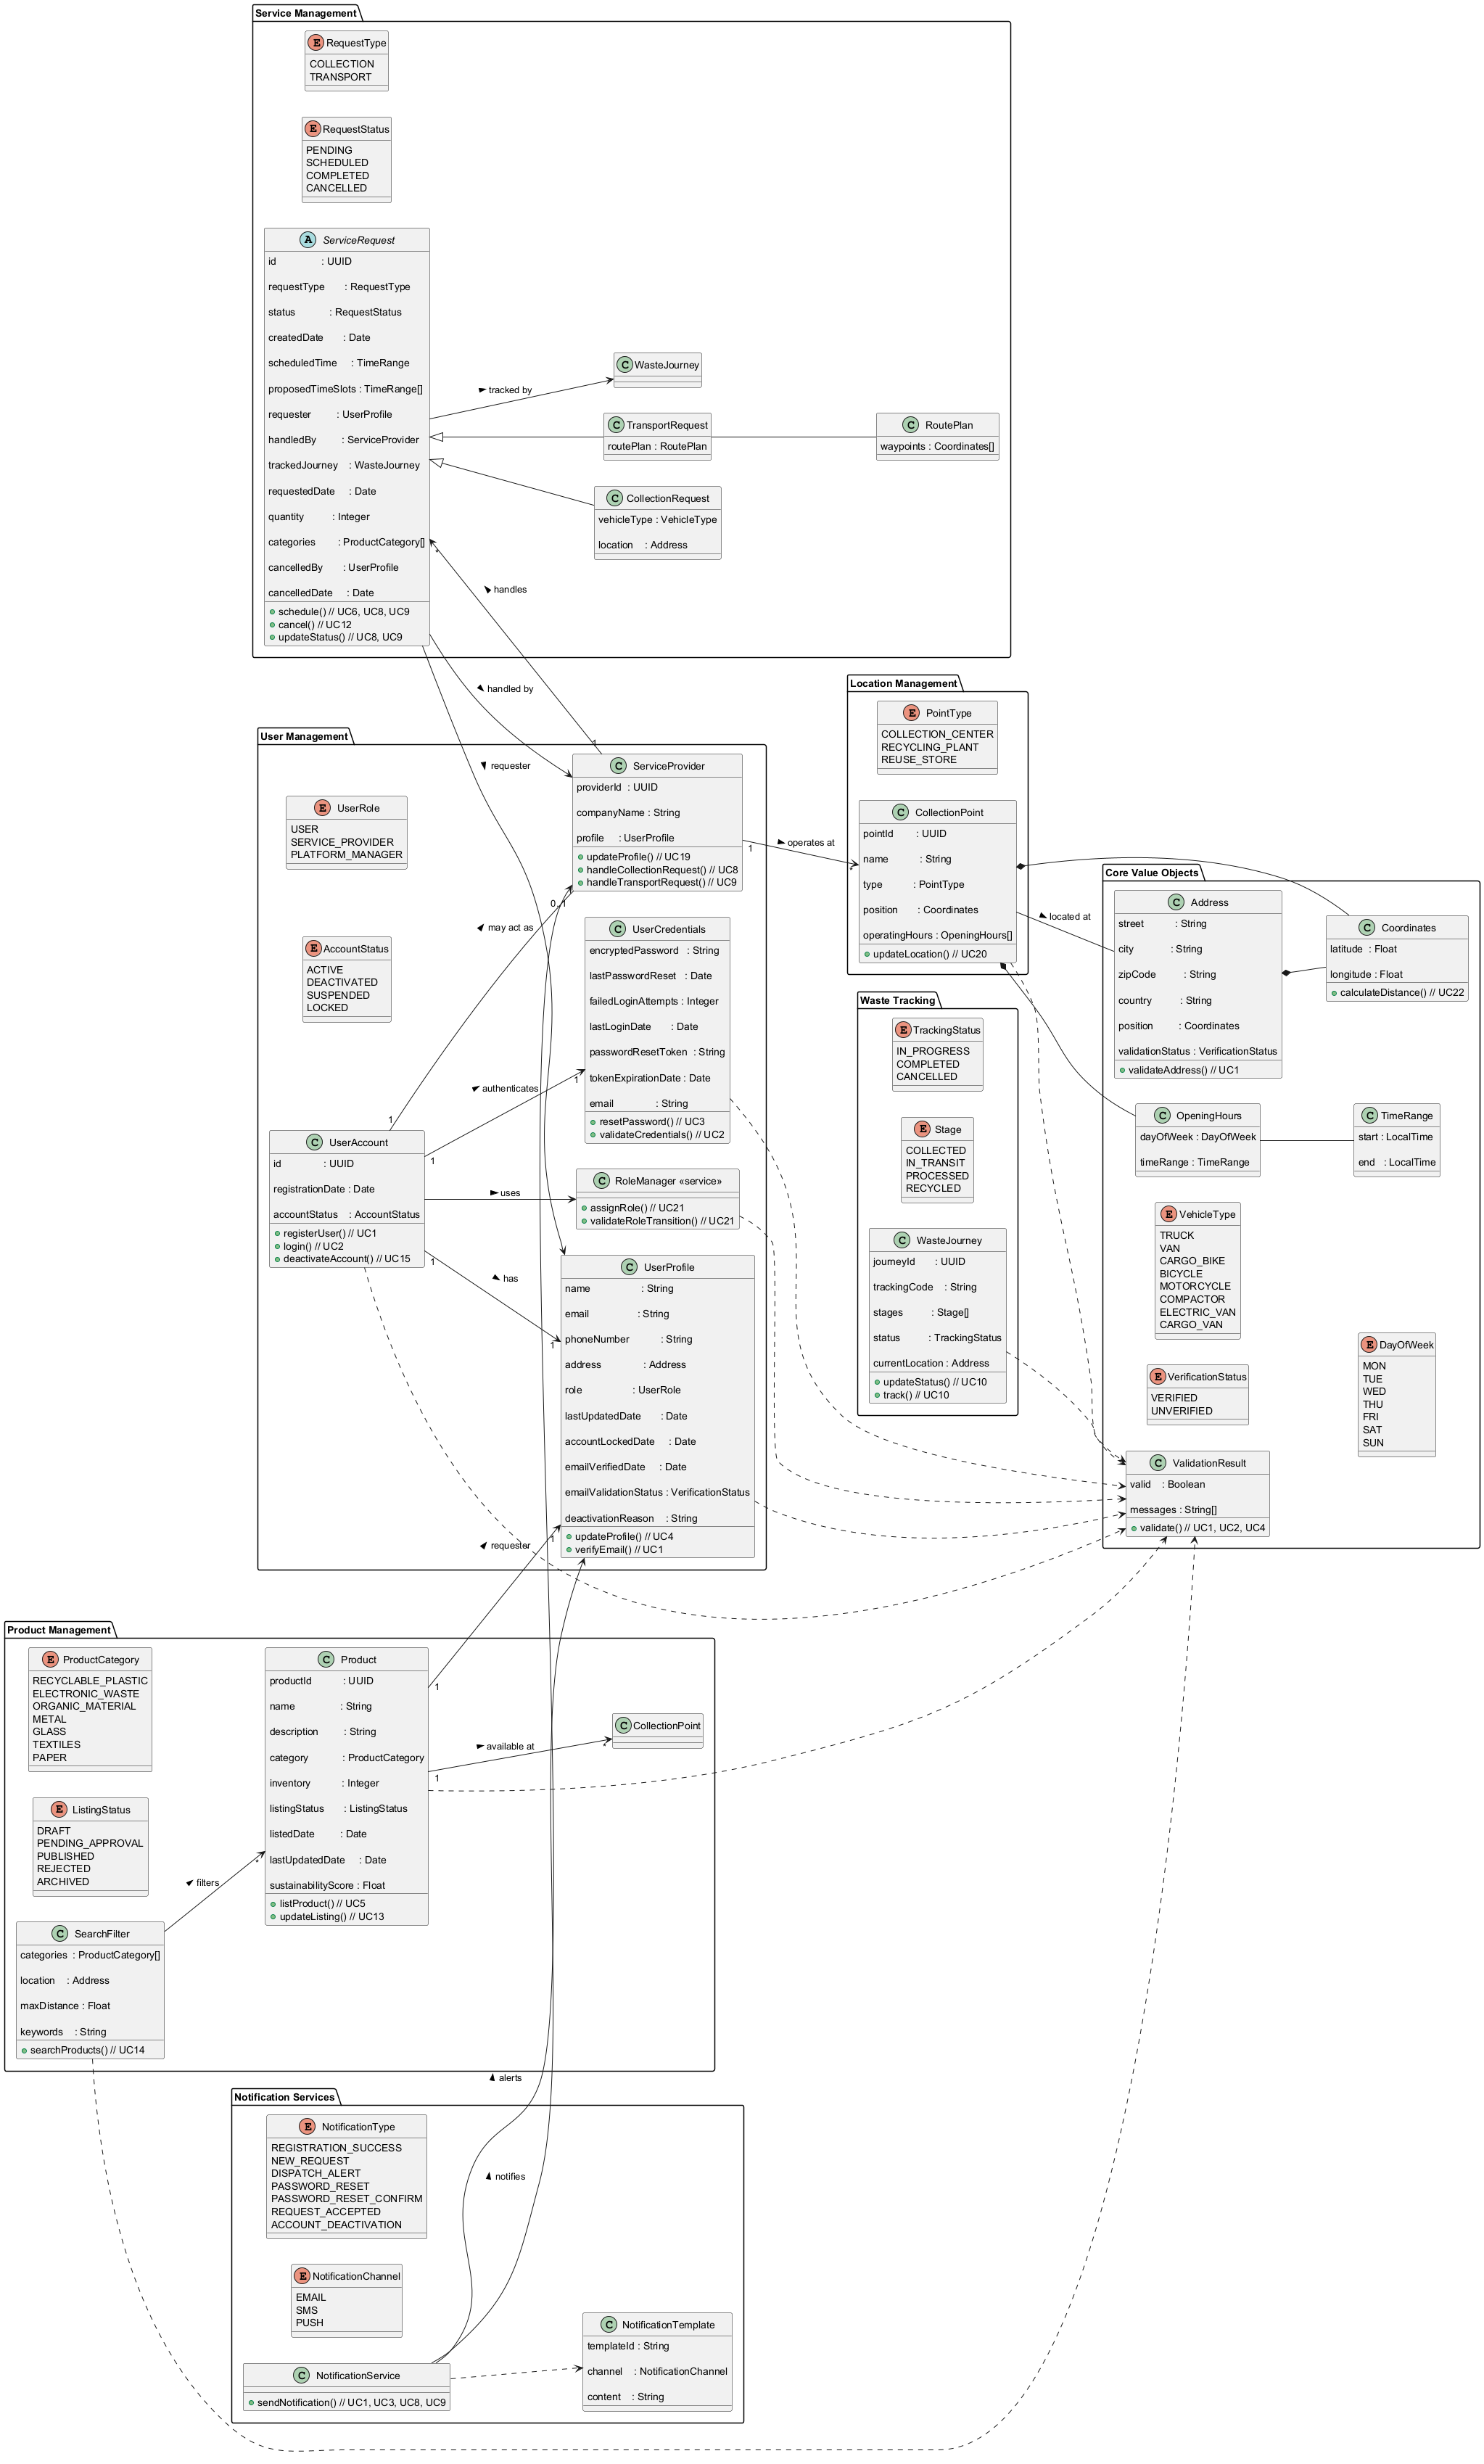 Service Management
E RequestType
COLLECTION
TRANSPORT
E RequestStatus
PENDING
SCHEDULED
COMPLETED
CANCELLED
A ServiceRequest
id : UUID
requestType : RequestType
status : RequestStatus
createdDate : Date
scheduledTime : TimeRange
proposedTimeSlots : TimeRange[]
requester : UserProfile
handledBy : ServiceProvider
trackedJourney : WasteJourney
requestedDate : Date
quantity : Integer
categories : ProductCategory[]
cancelledBy : UserProfile
cancelledDate : Date
schedule() // UC6, UC8, UC9
cancel() // UC12
updateStatus() // UC8, UC9
tracked by
C WasteJourney
C TransportRequest
routePlan : RoutePlan
C RoutePlan
waypoints : Coordinates[]
C CollectionRequest
vehicleType : VehicleType
location : Address
*
handles
handled by
requester
1
User Management
E UserRole
USER
SERVICE_PROVIDER
PLATFORM_MANAGER
E AccountStatus
ACTIVE
DEACTIVATED
SUSPENDED
LOCKED
C UserAccount
id : UUID
registrationDate : Date
accountStatus : AccountStatus
registerUser() // UC1
login() // UC2
deactivateAccount() // UC15
C ServiceProvider
providerId : UUID
companyName : String
profile : UserProfile
updateProfile() // UC19
handleCollectionRequest() // UC8
handleTransportRequest() // UC9
0..1
may act as
1
C UserCredentials
encryptedPassword : String
lastPasswordReset : Date
failedLoginAttempts : Integer
lastLoginDate : Date
passwordResetToken : String
tokenExpirationDate : Date
email : String
resetPassword() // UC3
validateCredentials() // UC2
authenticates
1
1
uses
C RoleManager «service»
assignRole() // UC21
validateRoleTransition() // UC21
has
1
1
C UserProfile
name : String
email : String
phoneNumber : String
address : Address
role : UserRole
lastUpdatedDate : Date
accountLockedDate : Date
emailVerifiedDate : Date
emailValidationStatus : VerificationStatus
deactivationReason : String
updateProfile() // UC4
verifyEmail() // UC1
1
requester
1
operates at
*
Location Management
E PointType
COLLECTION_CENTER
RECYCLING_PLANT
REUSE_STORE
C CollectionPoint
pointId : UUID
name : String
type : PointType
position : Coordinates
operatingHours : OpeningHours[]
updateLocation() // UC20
located at
Waste Tracking
E TrackingStatus
IN_PROGRESS
COMPLETED
CANCELLED
E Stage
COLLECTED
IN_TRANSIT
PROCESSED
RECYCLED
C WasteJourney
journeyId : UUID
trackingCode : String
stages : Stage[]
status : TrackingStatus
currentLocation : Address
updateStatus() // UC10
track() // UC10
Core Value Objects
C Address
street : String
city : String
zipCode : String
country : String
position : Coordinates
validationStatus : VerificationStatus
validateAddress() // UC1
C Coordinates
latitude : Float
longitude : Float
calculateDistance() // UC22
C OpeningHours
dayOfWeek : DayOfWeek
timeRange : TimeRange
C TimeRange
start : LocalTime
end : LocalTime
E VehicleType
TRUCK
VAN
CARGO_BIKE
BICYCLE
MOTORCYCLE
COMPACTOR
ELECTRIC_VAN
CARGO_VAN
E VerificationStatus
VERIFIED
UNVERIFIED
E DayOfWeek
MON
TUE
WED
THU
FRI
SAT
SUN
C ValidationResult
valid : Boolean
messages : String[]
validate() // UC1, UC2, UC4
Product Management
E ProductCategory
RECYCLABLE_PLASTIC
ELECTRONIC_WASTE
ORGANIC_MATERIAL
METAL
GLASS
TEXTILES
PAPER
E ListingStatus
DRAFT
PENDING_APPROVAL
PUBLISHED
REJECTED
ARCHIVED
C SearchFilter
categories : ProductCategory[]
location : Address
maxDistance : Float
keywords : String
searchProducts() // UC14
filters
*
C Product
productId : UUID
name : String
description : String
category : ProductCategory
inventory : Integer
listingStatus : ListingStatus
listedDate : Date
lastUpdatedDate : Date
sustainabilityScore : Float
listProduct() // UC5
updateListing() // UC13
1
available at
1
*
C CollectionPoint
alerts
notifies
Notification Services
E NotificationType
REGISTRATION_SUCCESS
NEW_REQUEST
DISPATCH_ALERT
PASSWORD_RESET
PASSWORD_RESET_CONFIRM
REQUEST_ACCEPTED
ACCOUNT_DEACTIVATION
E NotificationChannel
EMAIL
SMS
PUSH
C NotificationService
sendNotification() // UC1, UC3, UC8, UC9
C NotificationTemplate
templateId : String
channel : NotificationChannel
content : String